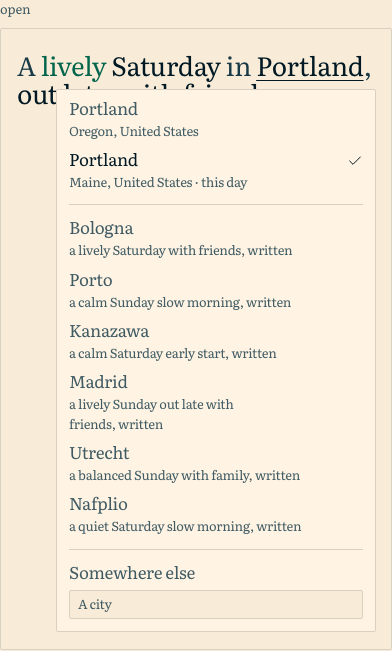 open
A lively Saturday in Portland,
out
Portland
Oregon, United States
Portland
Maine, United States · this day
Bologna
a lively Saturday with friends, written
Porto
a calm Sunday slow morning, written
Kanazawa
a calm Saturday early start, written
Madrid
a lively Sunday out late with
friends, written
Utrecht
a balanced Sunday with family, written
Nafplio
a quiet Saturday slow morning, written
Somewhere else
A city